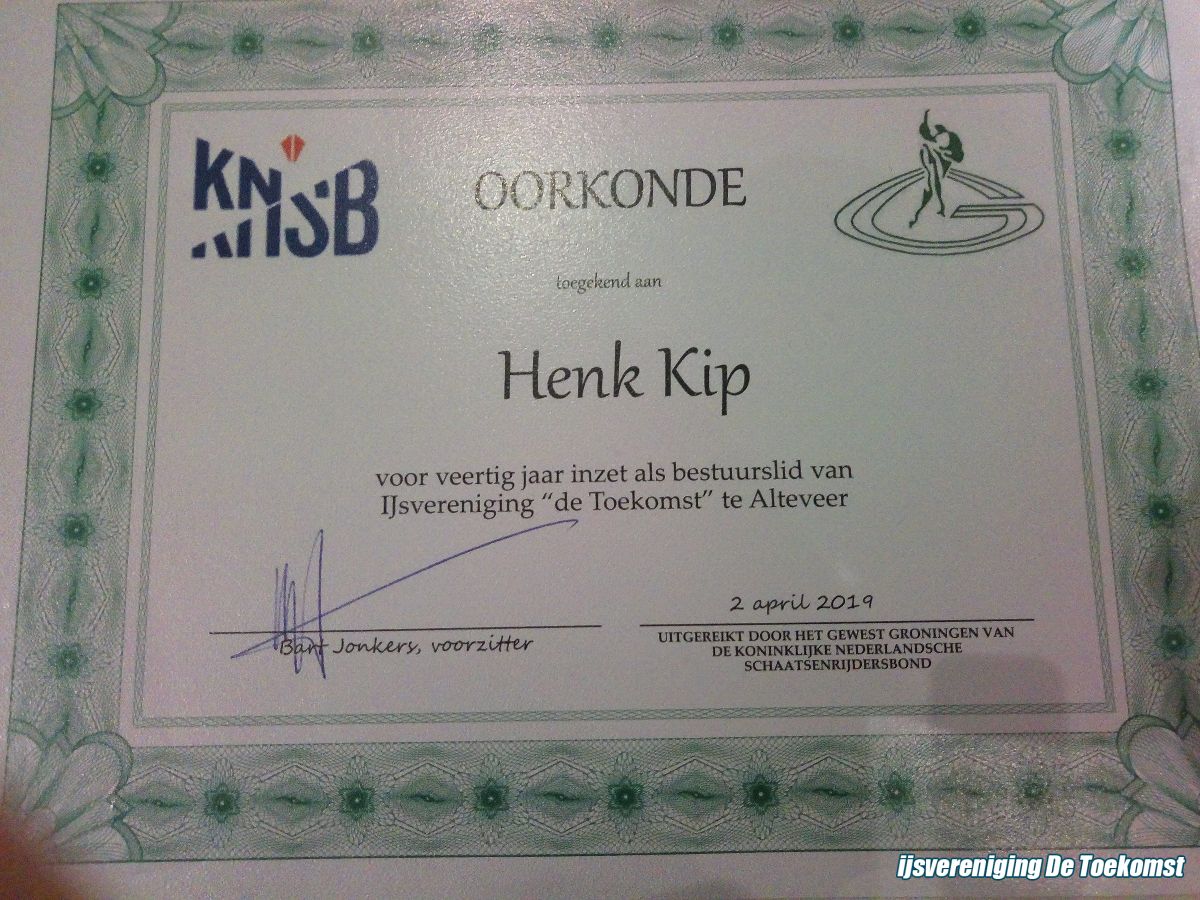 KNSB
OORKONDE
toegekend aan
Henk Kip
voor veertig jaar inzet als bestuurslid van
IJsvereniging “de Toekomst” te Alteveer
2 april 2019
Bart Jonkers, voorzitter
UITGEREIKT DOOR HET GEWEST GRONINGEN VAN
DE KONINKLIJKE NEDERLANDSCHE
SCHAATSENRIJDERSBOND
ijsvereniging De Toekomst